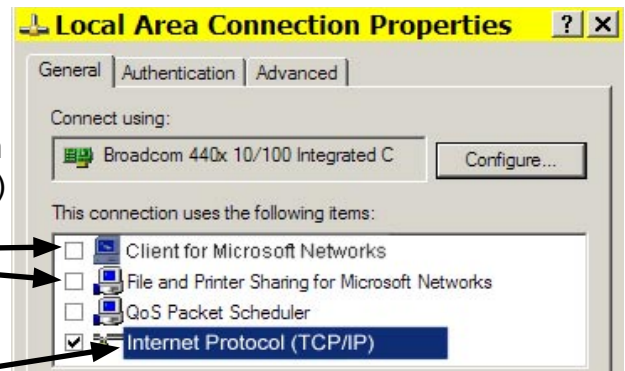 Local Area Connection Properties ? ×
General Authentication Advanced
Connect using:
Broadcom 440x 10/100 Integrated C Configure...
)
This connection uses the following items:
Client for Microsoft Networks
File and Printer Sharing for Microsoft Networks
QoS Packet Scheduler
Internet Protocol (TCP/IP)